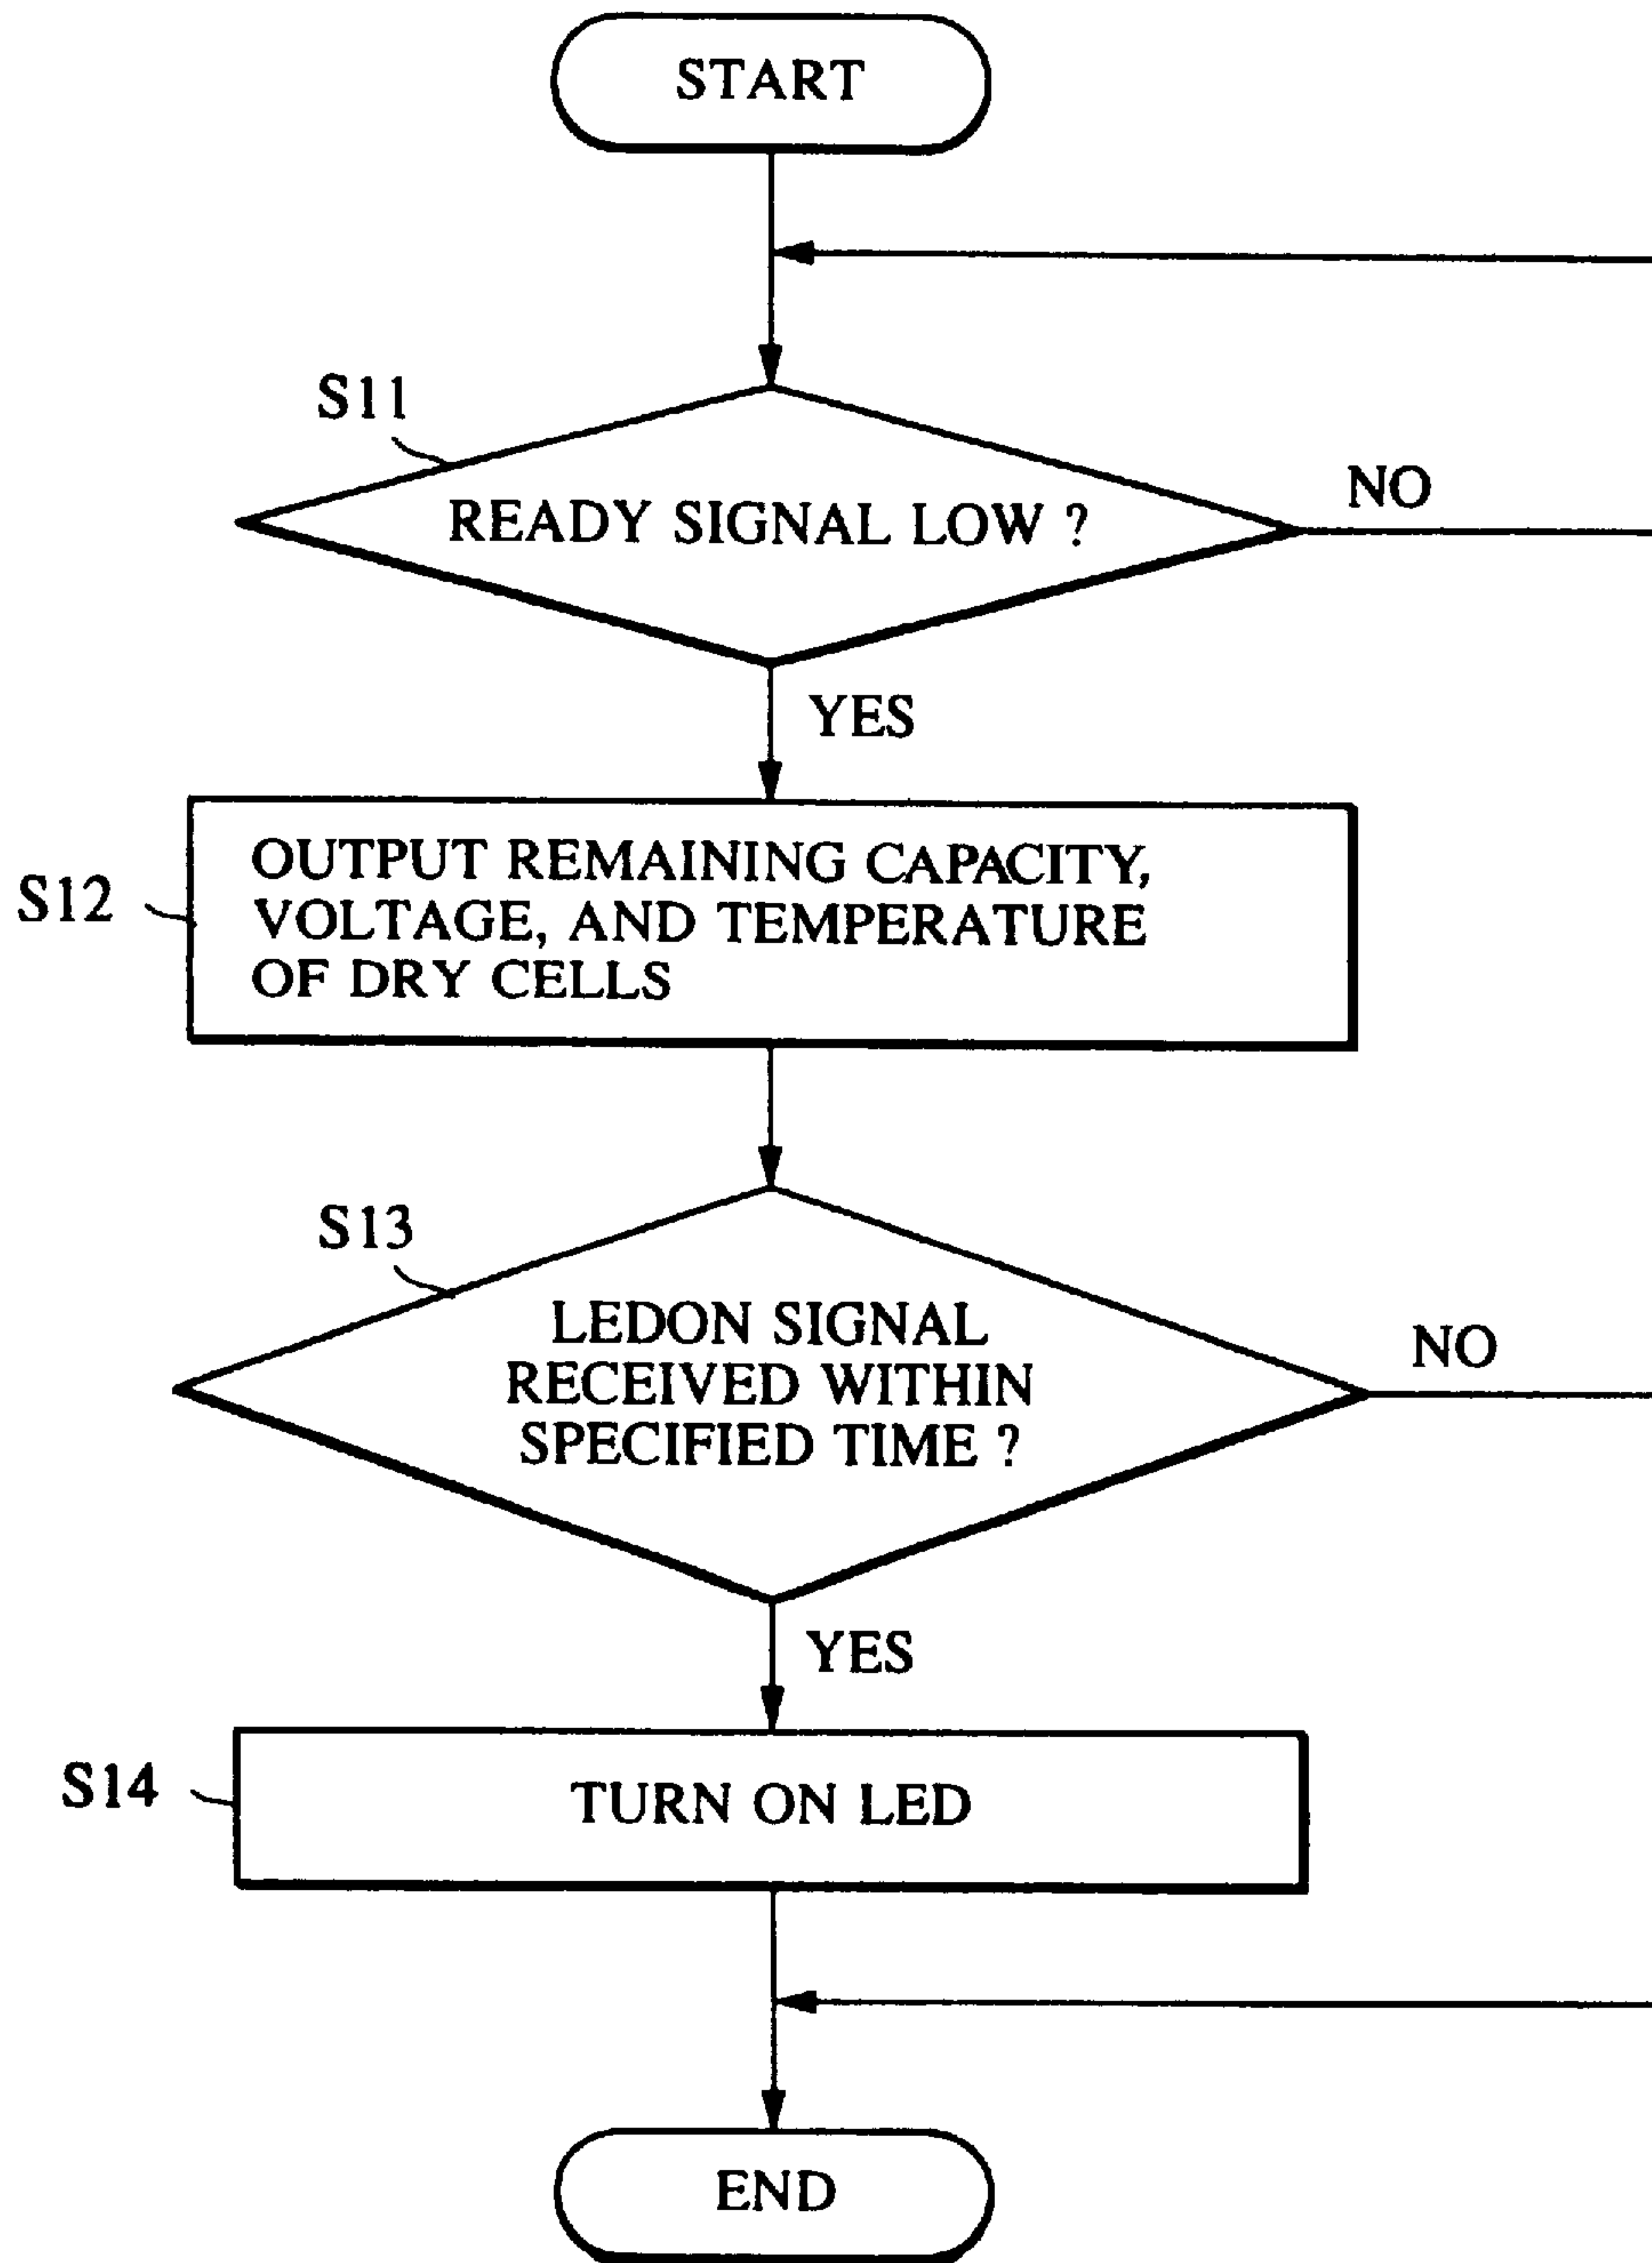 START
S11
READY SIGNAL LOW ?
NO
YES
S12
OUTPUT REMAINING CAPACITY,
VOLTAGE, AND TEMPERATURE
OF DRY CELLS
S13
LEDON SIGNAL
RECEIVED WITHIN
SPECIFIED TIME ?
NO
YES
S14
TURN ON LED
END